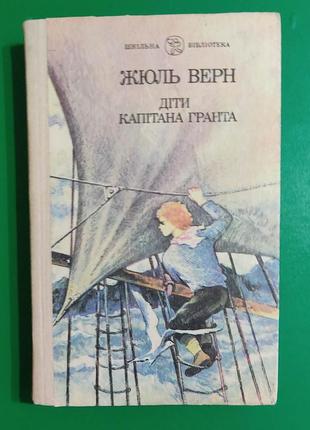 ШКІЛЬНА БІБЛІОТЕКА
ЖЮЛЬ ВЕРН
ДІТИ
КАПІТАНА ГРАНТА